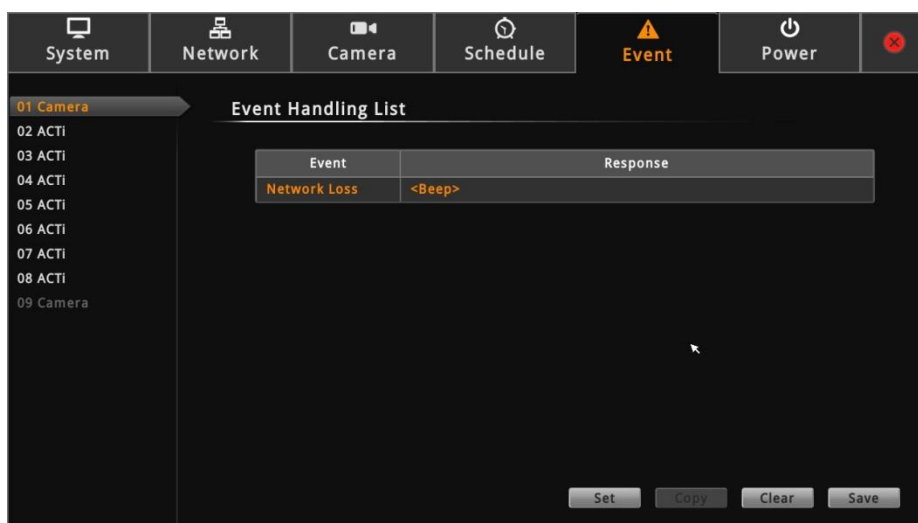 System Network Camera Schedule Event Power
01 Camera
02 ACTi
03 ACTi
04 ACTi
05 ACTi
06 ACTi
07 ACTi
08 ACTi
09 Camera
Event Handling List
Event Response
Network Loss <Beep>
Set Copy Clear Save